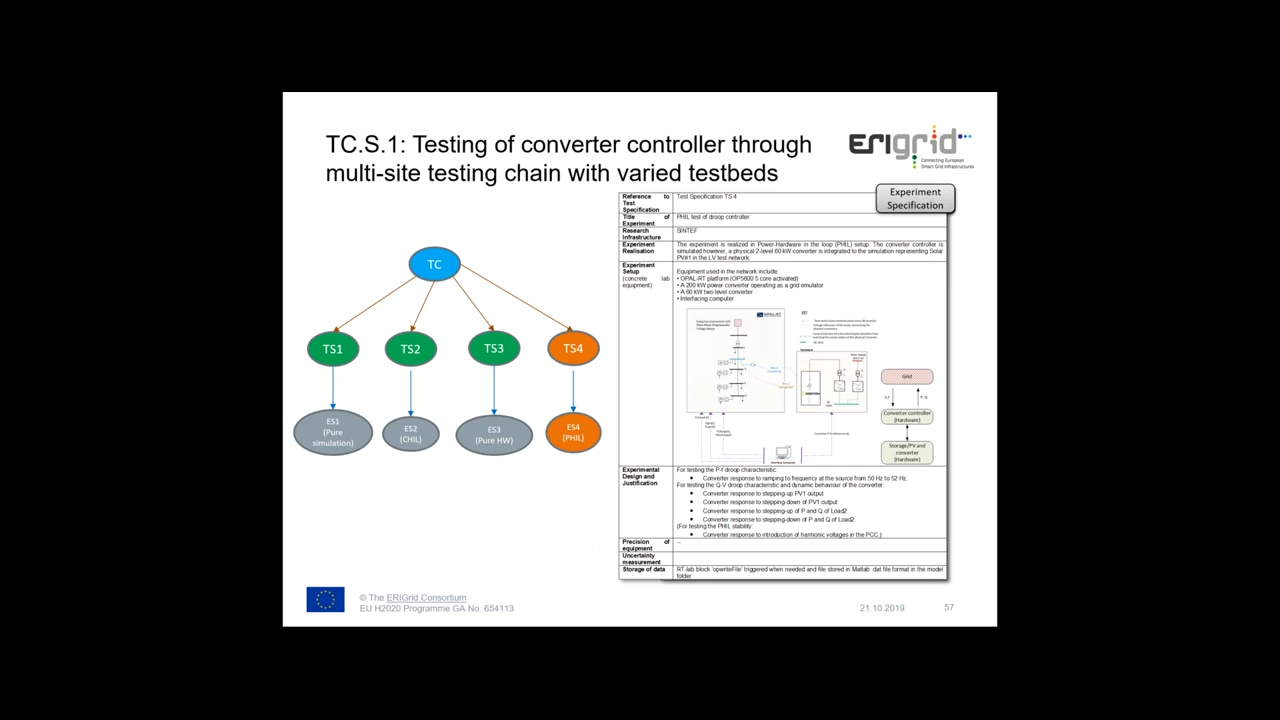 TC.S.1: Testing of converter controller through
multi-site testing chain with varied testbeds
ERIgrid
Connecting European
Smart Grid Infrastructures
Experiment
Specification
TC
TS1
TS2
TS3
TS4
ES1
(Pure
simulation)
ES2
(CHIL)
ES3
(Pure HW)
ES4
(PHIL)
Reference to
Test
Specification
Test Specification TS.4
Title of
Experiment
PHIL test of droop controller
Research
Infrastructure
SINTEF
Experiment
Realisation
The experiment is realized in Power-Hardware in the loop (PHIL) setup. The converter controller is
simulated however, a physical 2-level 60 kW converter is integrated to the simulation representing Solar
PV#1 in the LV test network.
Experiment
Setup
(concrete lab
equipment)
Equipment used in the network include:
• OPAL-RT platform (OP5600 5 core activated)
• A 200 kW power converter operating as a grid emulator
• A 60 kW two level converter
• Interfacing computer
OPAL-RT
Grid
Converter controller
(Hardware)
Storage/PV and
converter
(Hardware)
Interface Computer
Experimental
Design and
Justification
For testing the P-f droop characteristic:
• Converter response to ramping to frequency at the source from 50 Hz to 52 Hz.
For testing the Q-V droop characteristic and dynamic behaviour of the converter:
• Converter response to stepping-up PV1 output
• Converter response to stepping-down of PV1 output
• Converter response to stepping-up of P and Q of Load2
• Converter response to stepping-down of P and Q of Load2
(For testing the PHIL stability:
• Converter response to introduction of harmonic voltages in the PCC.)
Precision of
equipment
--
Uncertainty
measurement
Storage of data
RT-lab block 'opwriteFile' triggered when needed and file stored in Matlab .dat file format in the model
folder
© The ERIGrid Consortium
EU H2020 Programme GA No. 654113
21.10.2019
57